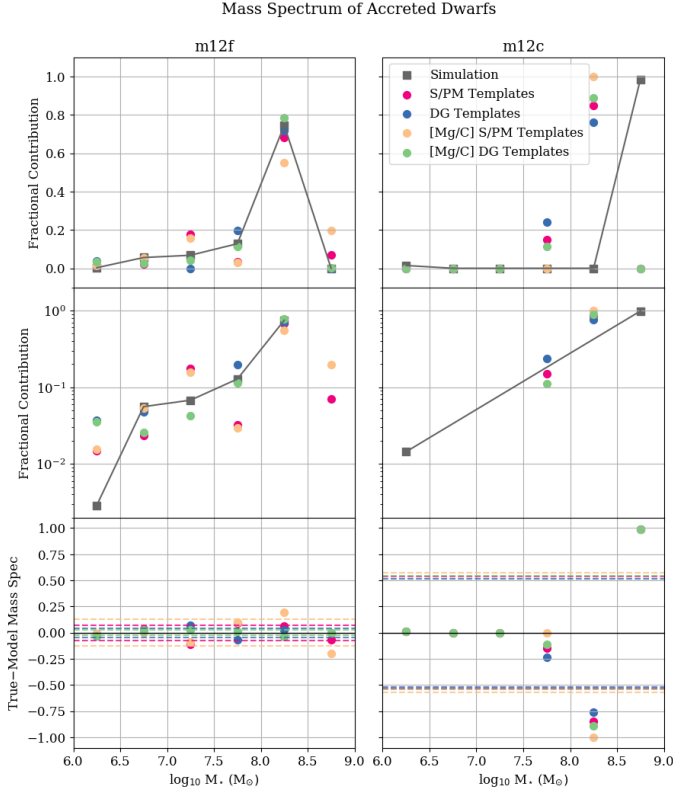 Mass Spectrum of Accreted Dwarfs
m12f
m12c
Fractional Contribution
1.0
0.8
0.6
0.4
0.2
0.0
Simulation
S/PM Templates
DG Templates
[Mg/C] S/PM Templates
[Mg/C] DG Templates
Fractional Contribution
10⁰
10⁻¹
10⁻²
True−Model Mass Spec
1.00
0.75
0.50
0.25
0.00
−0.25
−0.50
−0.75
−1.00
6.0 6.5 7.0 7.5 8.0 8.5 9.0
6.0 6.5 7.0 7.5 8.0 8.5 9.0
log₁₀ M⋆ (M⊙)
log₁₀ M⋆ (M⊙)